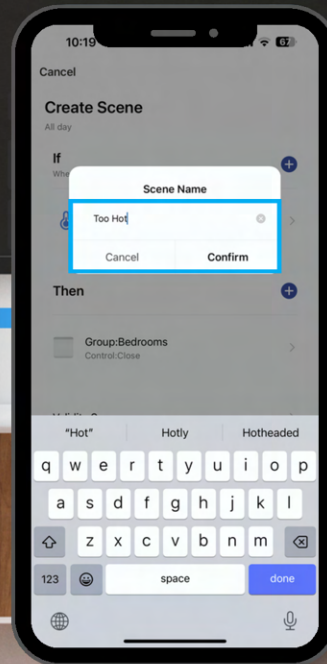 10:19
67
Cancel
Create Scene
All day
If
Whe
Scene Name
Too Hot
Cancel
Confirm
Then
Group:Bedrooms
Control:Close
"Hot"
Hotly
Hotheaded
q w e r t y u i o p
a s d f g h j k l
z x c v b n m
123
space
done